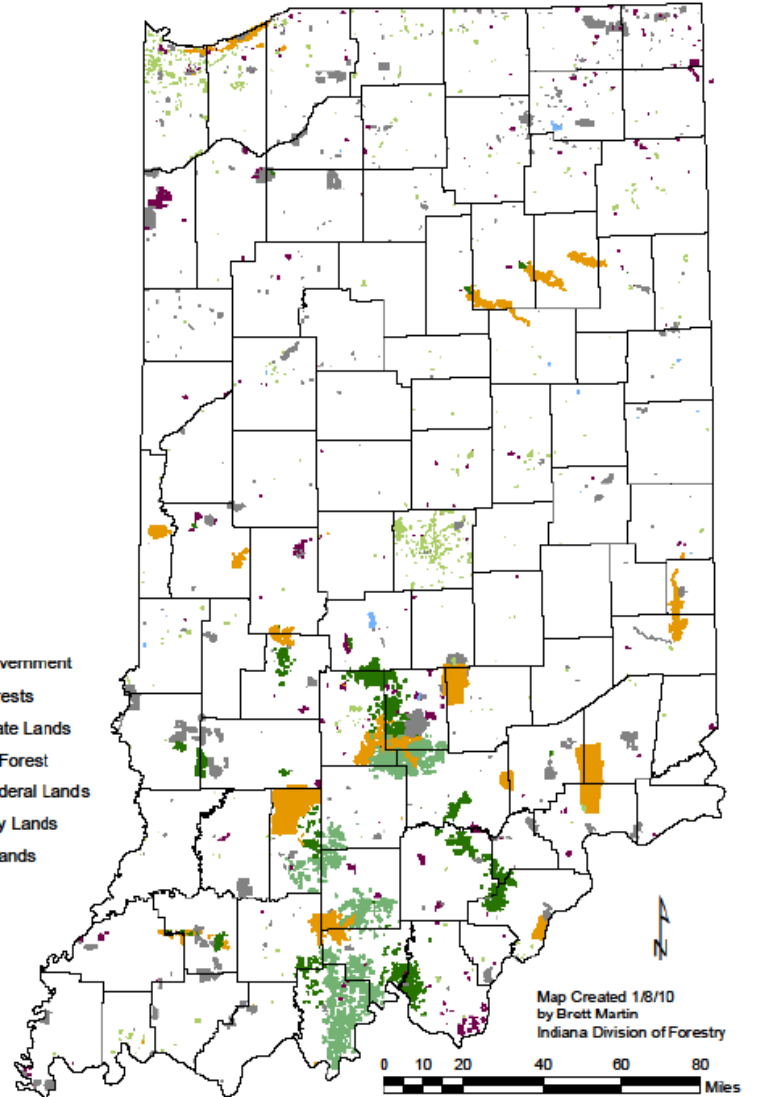 vernment
rests
ate Lands
Forest
deral Lands
y Lands
ands
N
Map Created 1/8/10
by Brett Martin
Indiana Division of Forestry
0 10 20 40 60 80
Miles